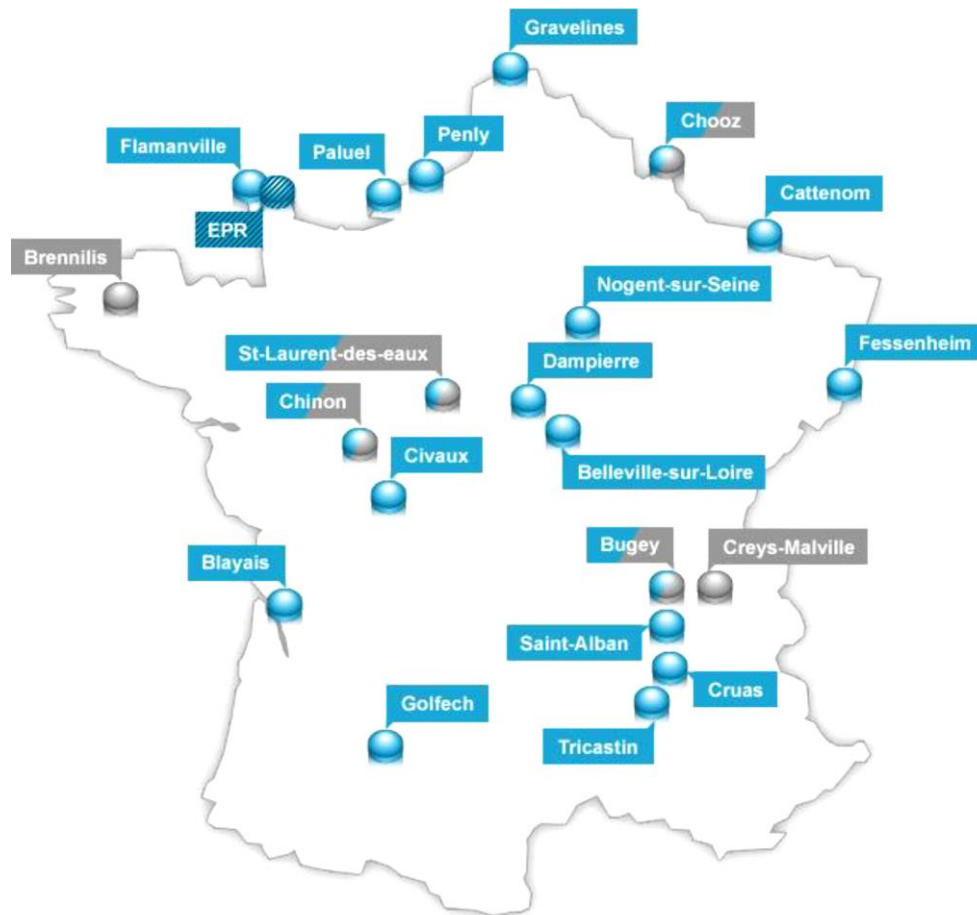 Gravelines
Chooz
Penly
Flamanville
Paluel
Cattenom
EPR
Brennilis
Nogent-sur-Seine
Fessenheim
St-Laurent-des-eaux
Dampierre
Chinon
Civaux
Belleville-sur-Loire
Bugey
Creys-Malville
Blayais
Saint-Alban
Cruas
Golfech
Tricastin